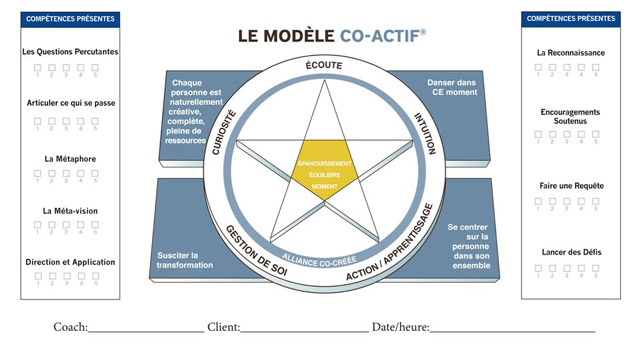 LE MODÈLE CO-ACTIF®
COMPÉTENCES PRÉSENTES
Les Questions Percutantes
1 2 3 4 5
Articuler ce qui se passe
1 2 3 4 5
La Métaphore
1 2 3 4 5
La Méta-vision
1 2 3 4 5
Direction et Application
1 2 3 4 5
Chaque
personne est
naturellement
créative,
complète,
pleine de
ressources
Danser dans
CE moment
Susciter la
transformation
Se centrer
sur la
personne
dans son
ensemble
ÉCOUTE
CURIOSITÉ
INTUITION
GESTION DE SOI
ACTION / APPRENTISSAGE
ALLIANCE CO-CRÉÉE
ÉPANOUISSEMENT
ÉQUILIBRE
MOMENT
COMPÉTENCES PRÉSENTES
La Reconnaissance
1 2 3 4 5
Encouragements
Soutenus
1 2 3 4 5
Faire une Requête
1 2 3 4 5
Lancer des Défis
1 2 3 4 5
Coach:____________________ Client:______________________ Date/heure:____________________________